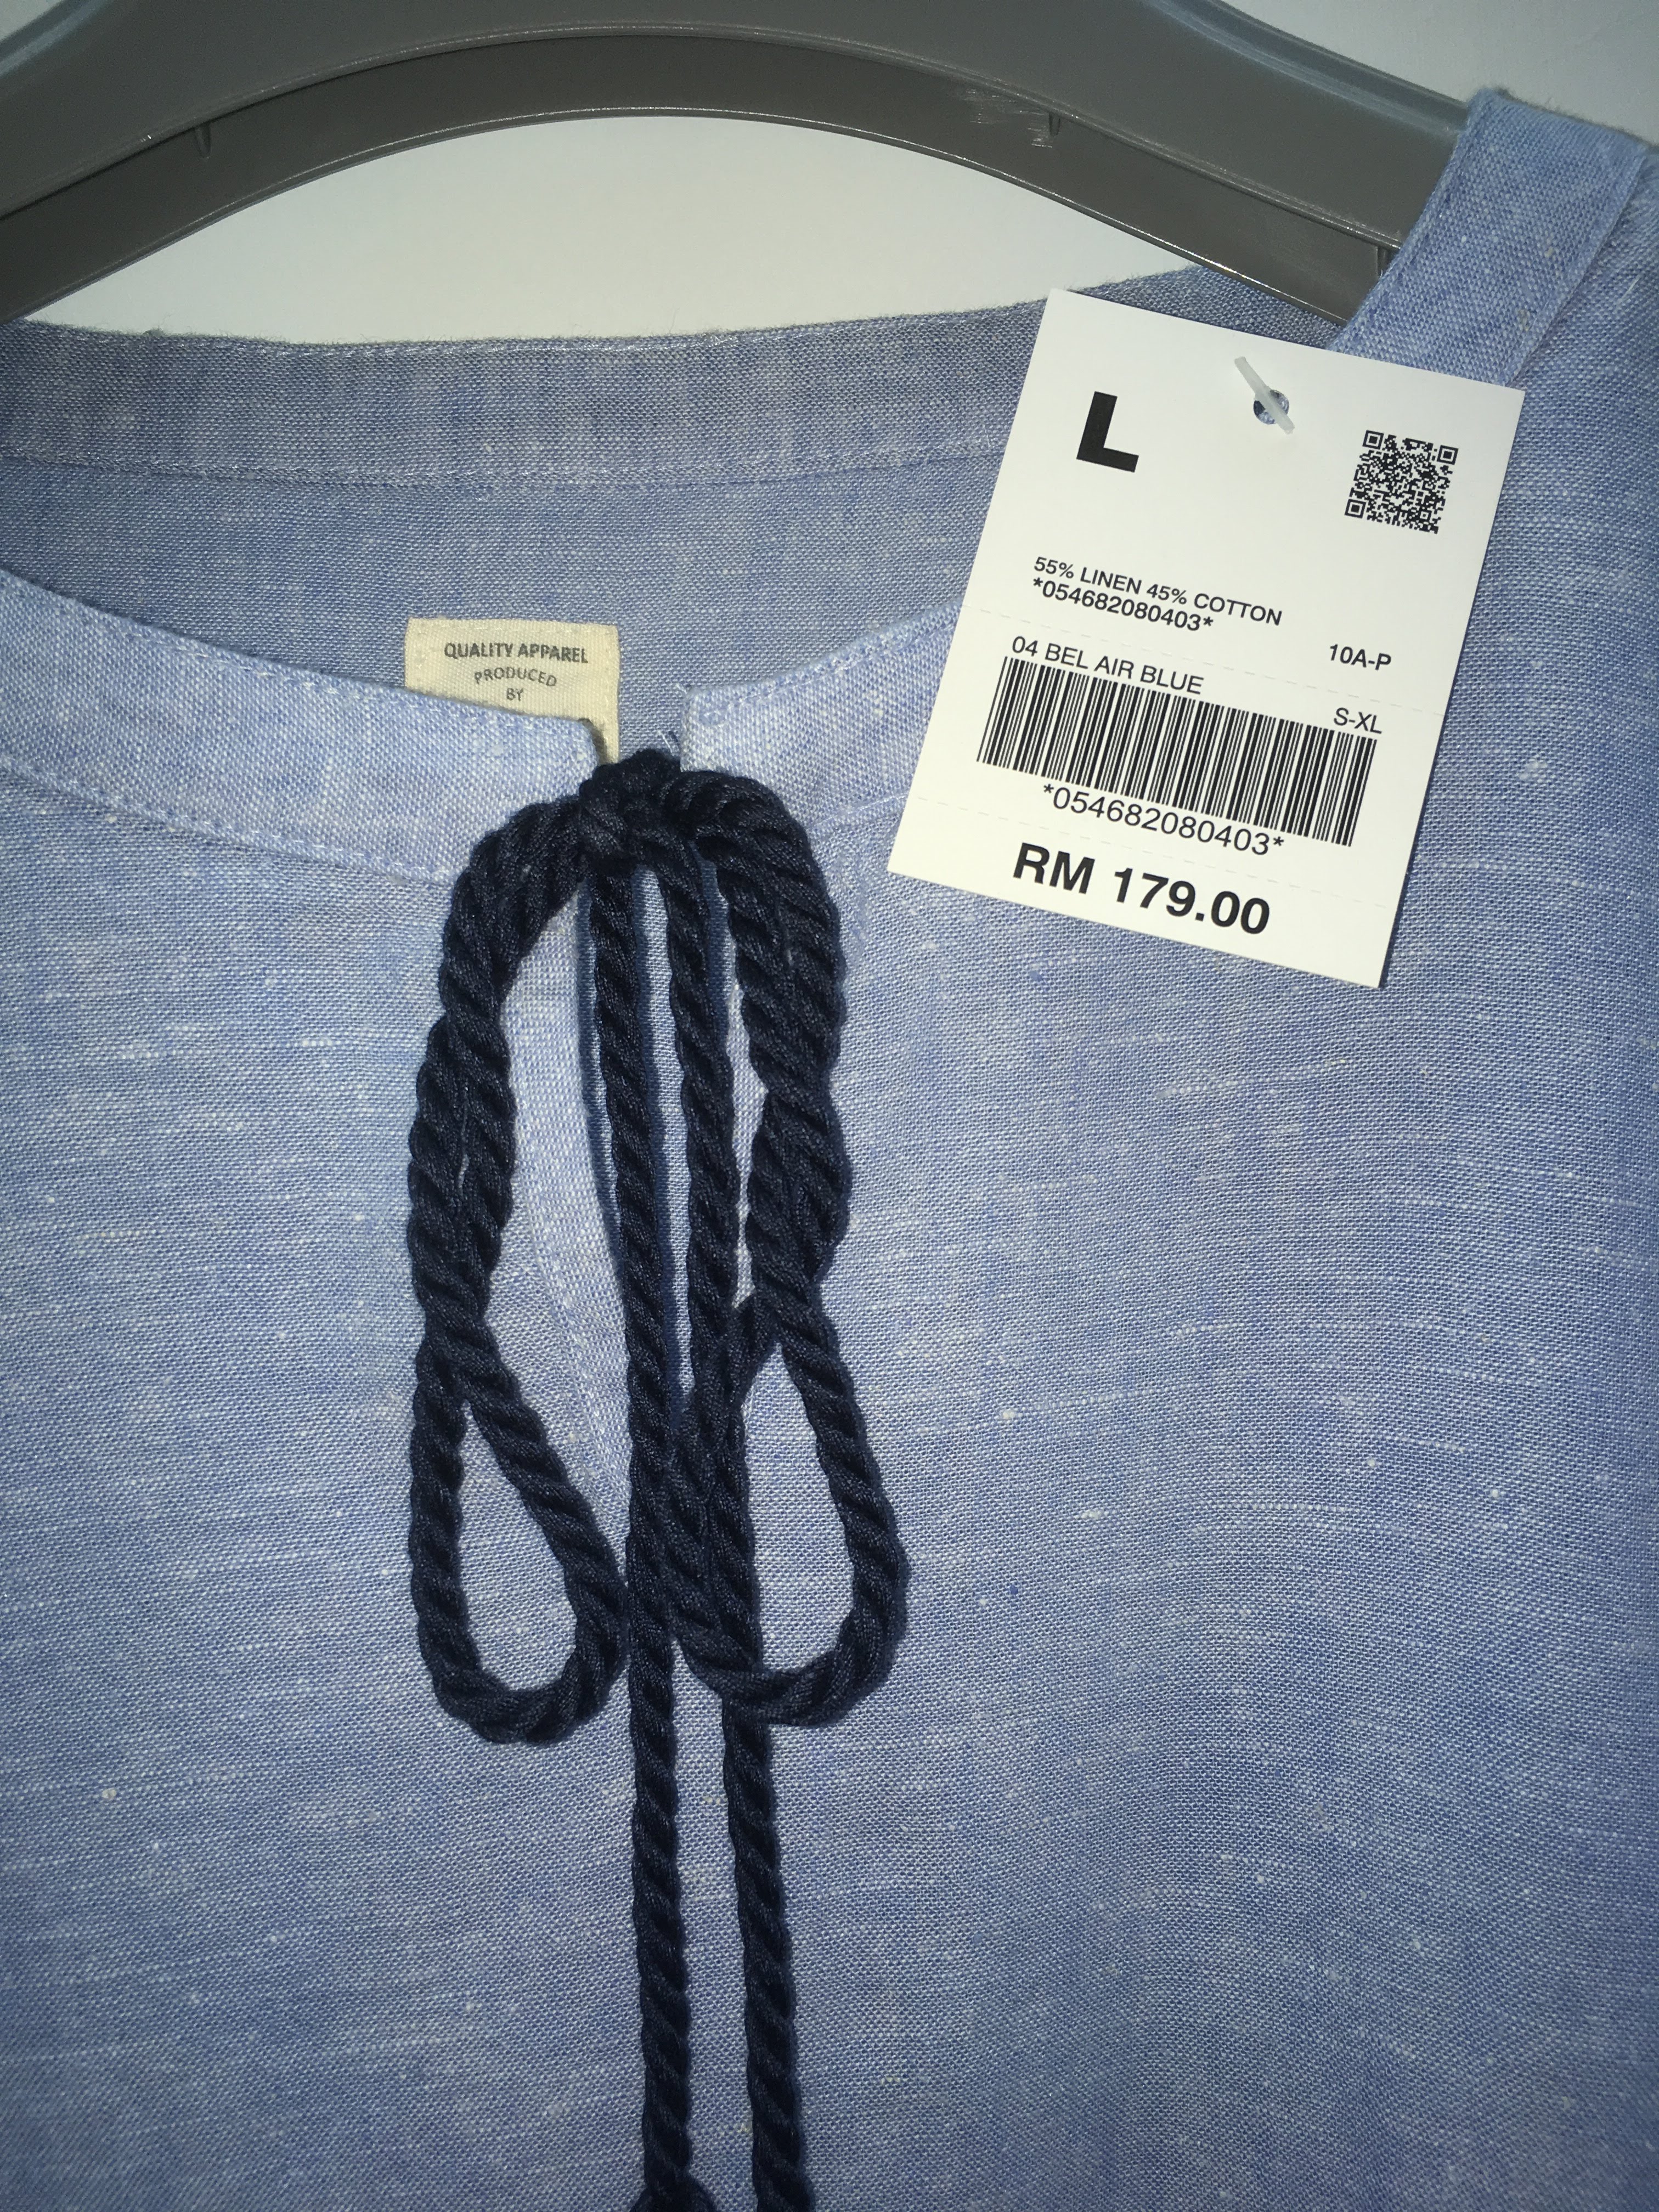 QUALITY APPAREL
PRODUCED
BY
L
55% LINEN 45% COTTON
*054682080403*
10A-P
04 BEL AIR BLUE
S-XL
*054682080403*
RM 179.00